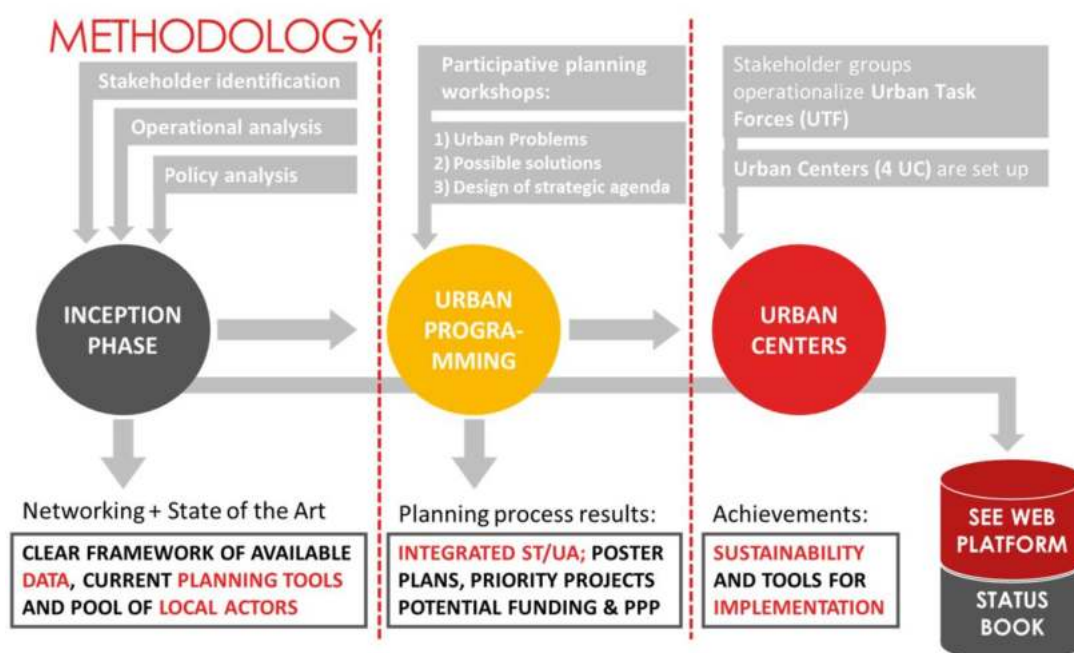 METHODOLOGY
Stakeholder identification
Operational analysis
Policy analysis
INCEPTION
PHASE
Networking + State of the Art
CLEAR FRAMEWORK OF AVAILABLE
DATA, CURRENT PLANNING TOOLS
AND POOL OF LOCAL ACTORS
Participative planning
workshops:
1) Urban Problems
2) Possible solutions
3) Design of strategic agenda
URBAN
PROGRA-
MMING
Planning process results:
INTEGRATED ST/UA; POSTER
PLANS, PRIORITY PROJECTS
POTENTIAL FUNDING & PPP
Stakeholder groups
operationalize Urban Task
Forces (UTF)
Urban Centers (4 UC) are set up
URBAN
CENTERS
Achievements:
SUSTAINABILITY
AND TOOLS FOR
IMPLEMENTATION
SEE WEB
PLATFORM
STATUS
BOOK